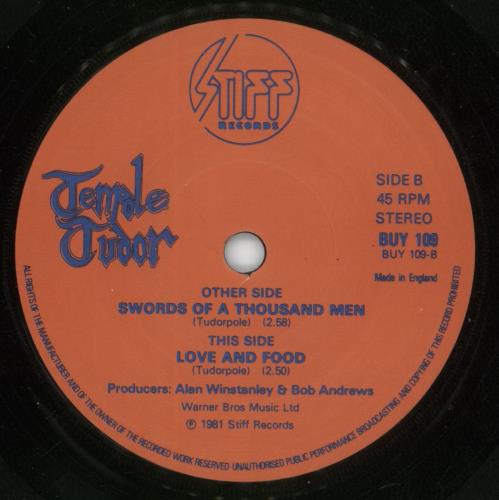 STIFF
RECORDS
Temple
Tudor
SIDE B
45 RPM
STEREO
BUY 109
BUY 109-B
Made in England
OTHER SIDE
SWORDS OF A THOUSAND MEN
(Tudorpole) (2.58)
THIS SIDE
LOVE AND FOOD
(Tudorpole) (2.50)
Producers: Alan Winstanley & Bob Andrews
Warner Bros Music Ltd
℗ 1981 Stiff Records
ALL RIGHTS OF THE MANUFACTURER AND OF THE OWNER OF THE RECORDED WORK RESERVED UNAUTHORISED PUBLIC PERFORMANCE BROADCASTING AND COPYING OF THIS RECORD PROHIBITED